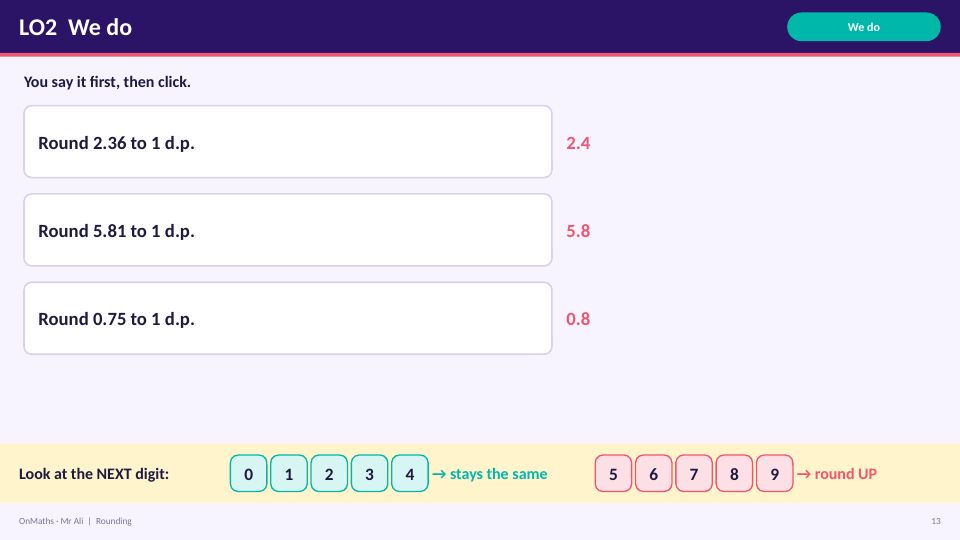 LO2 We do
We do
You say it first, then click.
Round 2.36 to 1 d.p.
2.4
Round 5.81 to 1 d.p.
5.8
Round 0.75 to 1 d.p.
0.8
Look at the NEXT digit: 0 1 2 3 4 → stays the same 5 6 7 8 9 → round UP
OnMaths - Mr Ali | Rounding
13